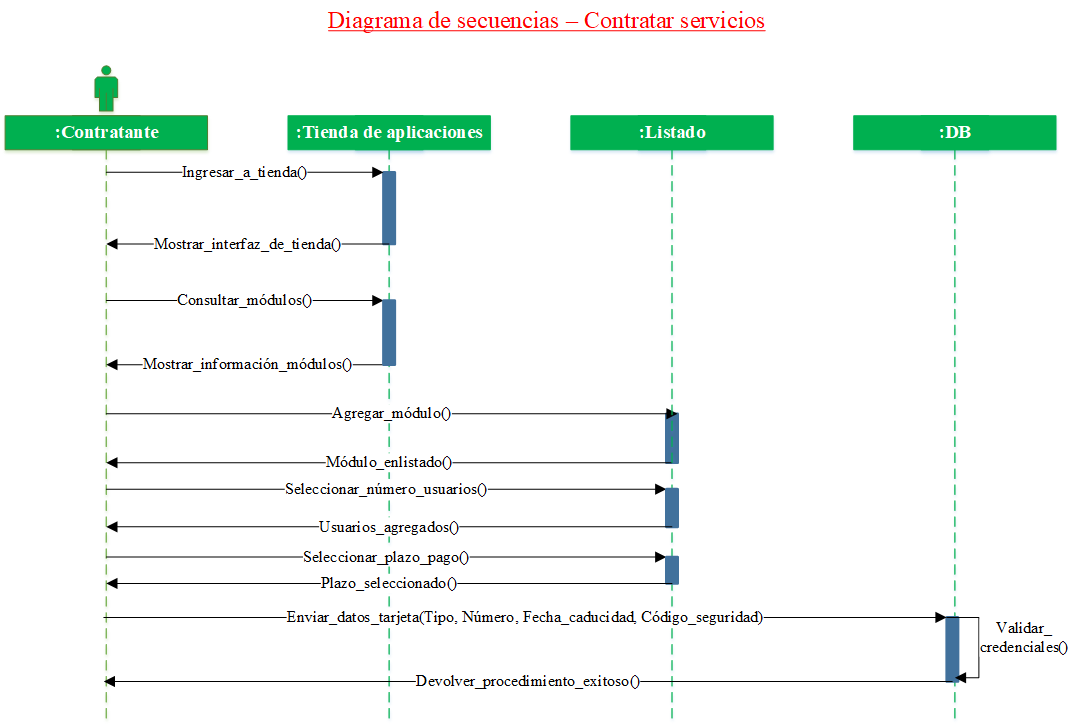 Diagrama de secuencias – Contratar servicios
:Contratante
:Tienda de aplicaciones
:Listado
:DB
Ingresar_a_tienda()
Mostrar_interfaz_de_tienda()
Consultar_módulos()
Mostrar_información_módulos()
Agregar_módulo()
Módulo_enlistado()
Seleccionar_número_usuarios()
Usuarios_agregados()
Seleccionar_plazo_pago()
Plazo_seleccionado()
Enviar_datos_tarjeta(Tipo, Número, Fecha_caducidad, Código_seguridad)
Validar_
credenciales()
Devolver_procedimiento_exitoso()